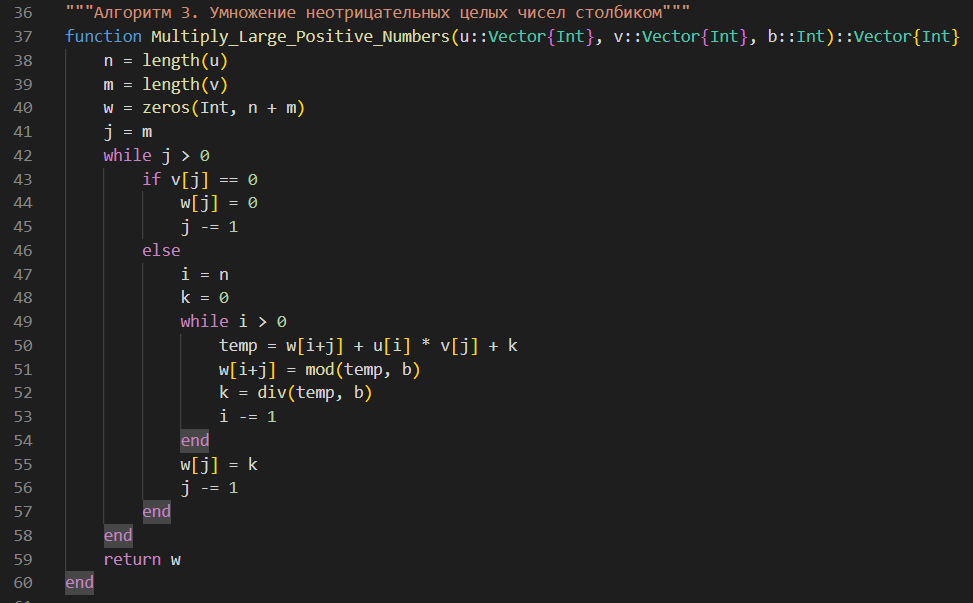 36 """Алгоритм 3. Умножение неотрицательных целых чисел столбиком"""
37 function Multiply_Large_Positive_Numbers(u::Vector{Int}, v::Vector{Int}, b::Int)::Vector{Int}
38     n = length(u)
39     m = length(v)
40     w = zeros(Int, n + m)
41     j = m
42     while j > 0
43         if v[j] == 0
44             w[j] = 0
45             j -= 1
46         else
47             i = n
48             k = 0
49             while i > 0
50                 temp = w[i+j] + u[i] * v[j] + k
51                 w[i+j] = mod(temp, b)
52                 k = div(temp, b)
53                 i -= 1
54             end
55             w[j] = k
56             j -= 1
57         end
58     end
59     return w
60 end